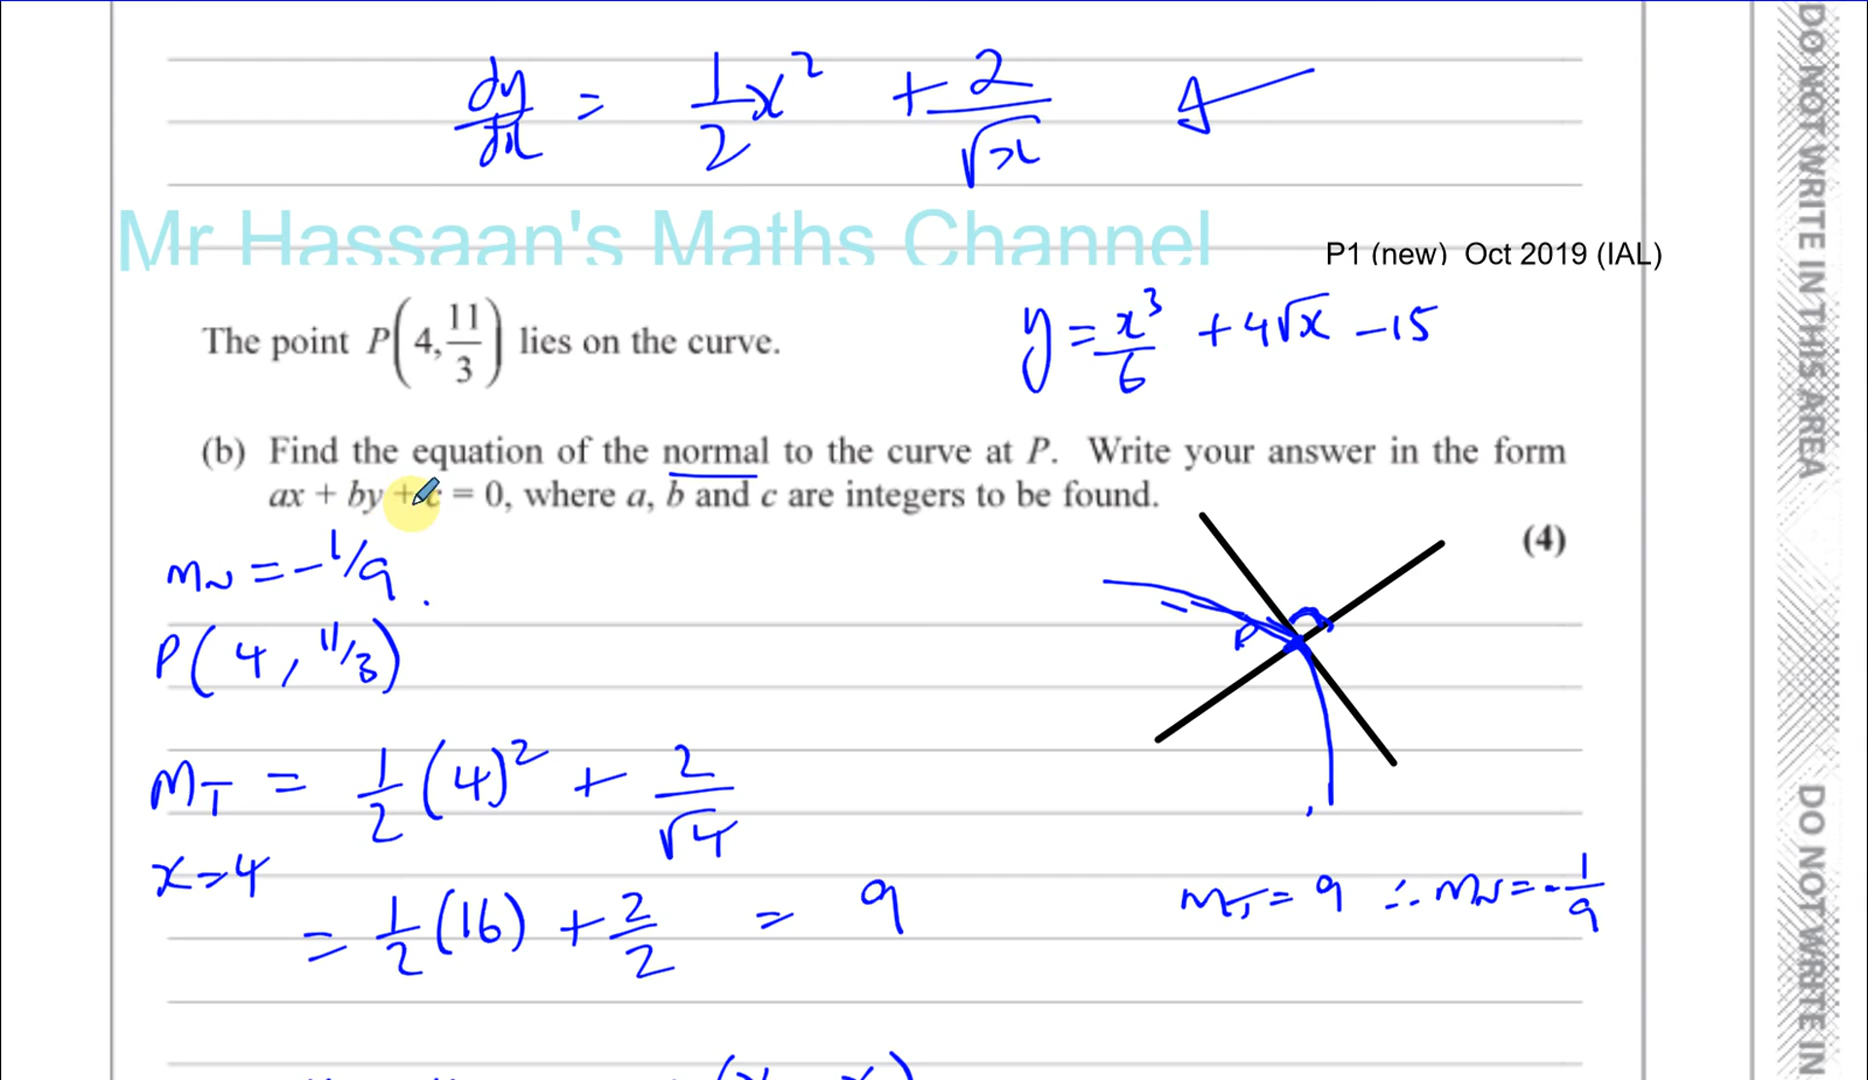 dy/dx = 1/2 x² + 2/√x
Mr Hassaan's Maths Channel
P1 (new) Oct 2019 (IAL)
The point P(4, 11/3) lies on the curve.
y = x³/6 + 4√x - 15
(b) Find the equation of the normal to the curve at P. Write your answer in the form
ax + by + c = 0, where a, b and c are integers to be found.
(4)
m_N = -1/9
P(4, 11/3)
P
m_T = 1/2 (4)² + 2/√4
x=4
= 1/2 (16) + 2/2 = 9
m_T = 9 ∴ m_N = -1/9
DO NOT WRITE IN THIS AREA
DO NOT WRITE IN